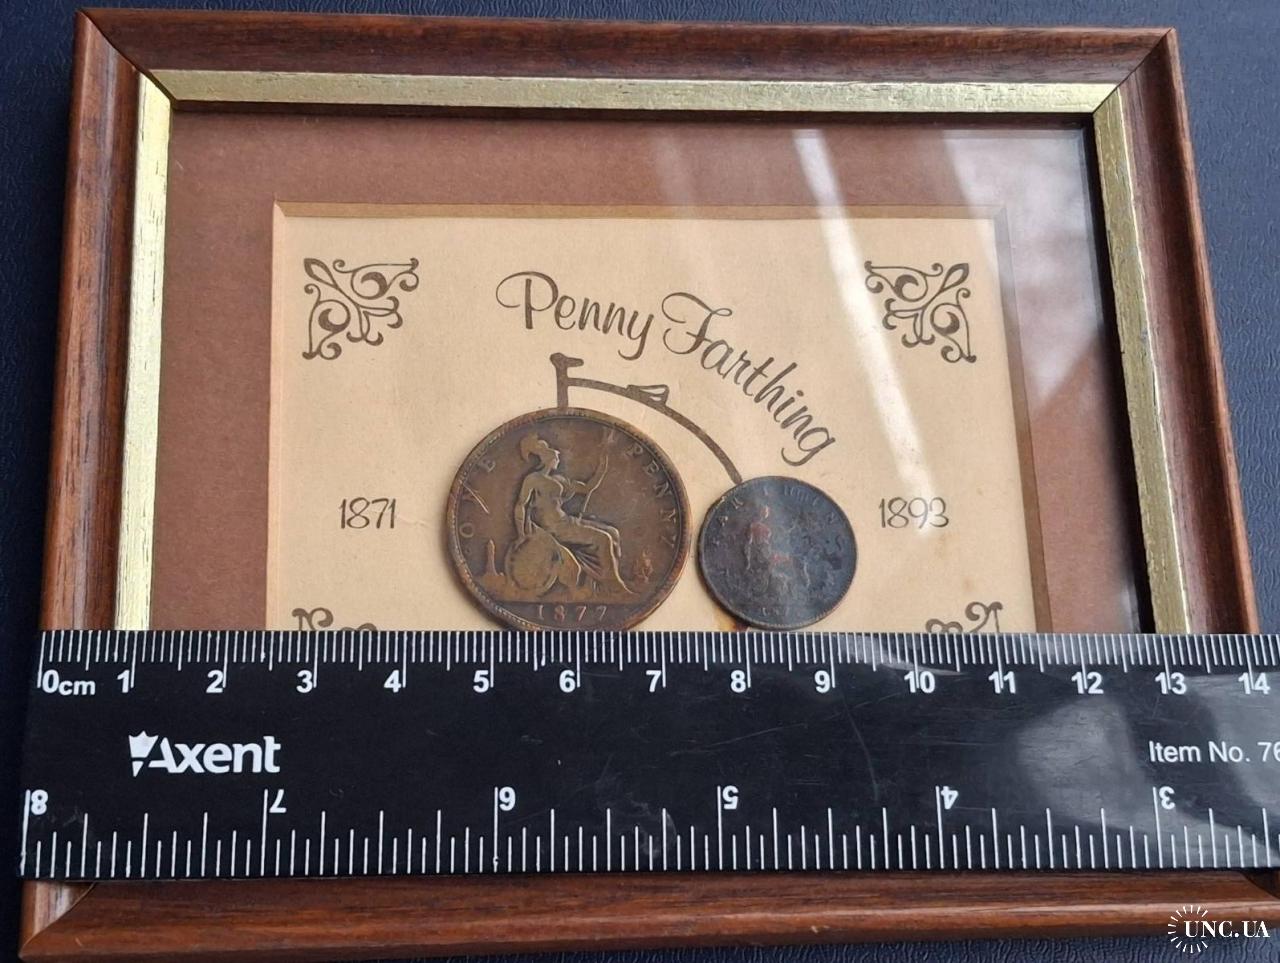 Penny Farthing
1871
1893
ONE PENNY
1877
FARTHING
0cm 1 2 3 4 5 6 7 8 9 10 11 12 13 14
Axent
Item No. 76
8 7 6 5 4 3
UNC.UA